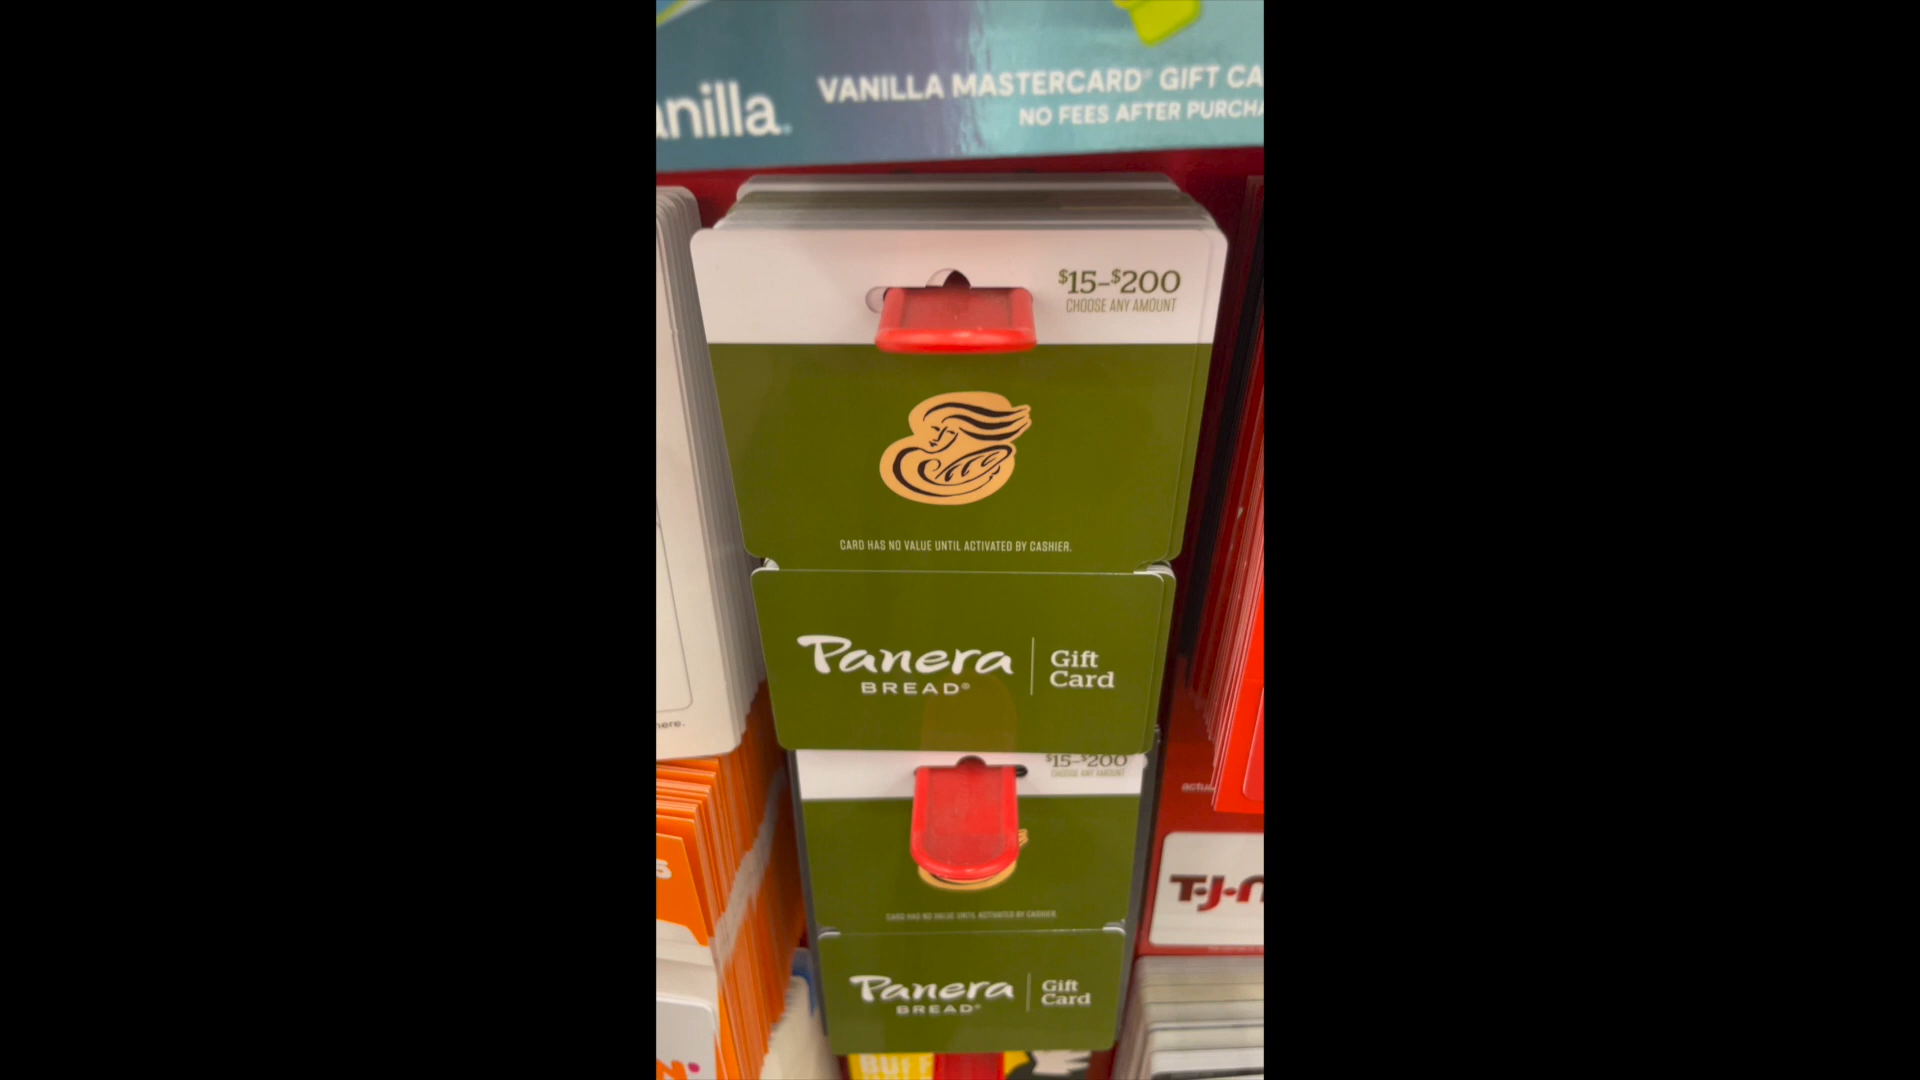 anilla.
VANILLA MASTERCARD® GIFT CA
NO FEES AFTER PURCHA
$15-$200
CHOOSE ANY AMOUNT
CARD HAS NO VALUE UNTIL ACTIVATED BY CASHIER.
Panera
BREAD®
Gift
Card
here.
$15-$200
CHOOSE ANY AMOUNT
actu
S
T·J·m
CARD HAS NO VALUE UNTIL ACTIVATED BY CASHIER.
Panera
BREAD®
Gift
Card
N